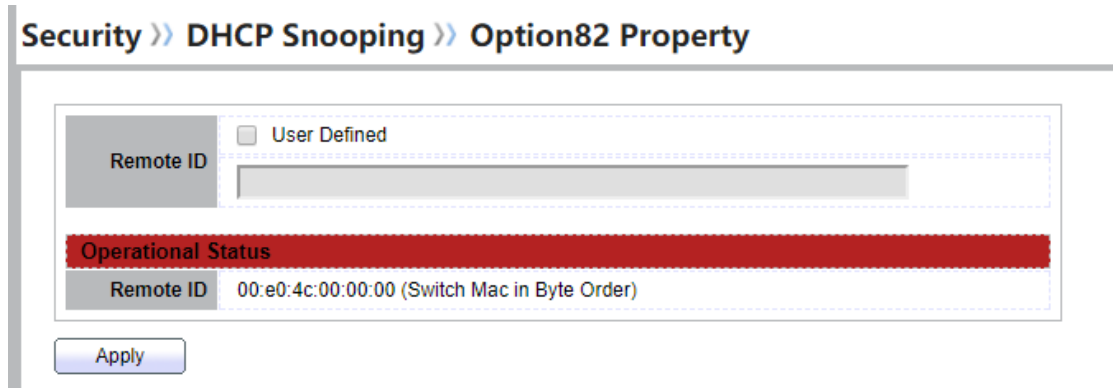 Security 》 DHCP Snooping 》 Option82 Property
User Defined
Remote ID
Operational Status
Remote ID 00:e0:4c:00:00:00 (Switch Mac in Byte Order)
Apply